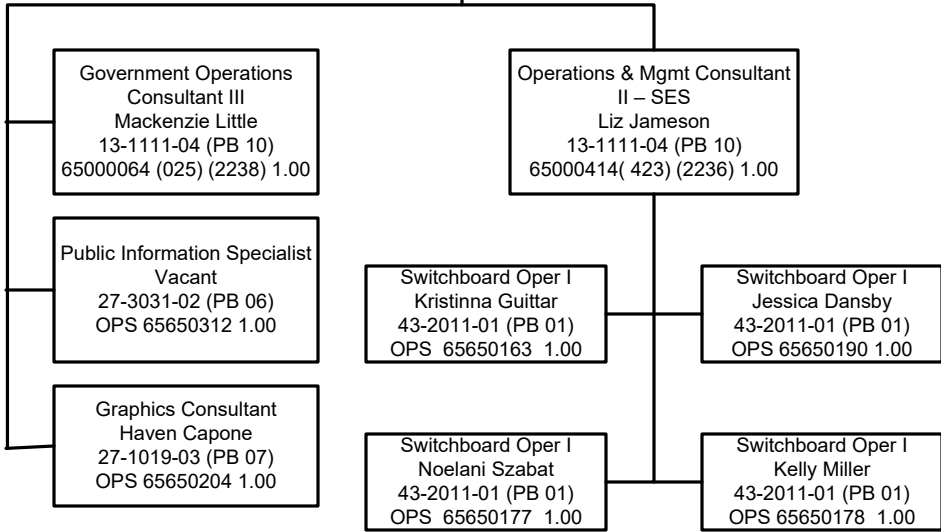 Government Operations
Consultant III
Mackenzie Little
13-1111-04 (PB 10)
65000064 (025) (2238) 1.00
Operations & Mgmt Consultant
II – SES
Liz Jameson
13-1111-04 (PB 10)
65000414( 423) (2236) 1.00
Public Information Specialist
Vacant
27-3031-02 (PB 06)
OPS 65650312 1.00
Switchboard Oper I
Kristinna Guittar
43-2011-01 (PB 01)
OPS  65650163  1.00
Switchboard Oper I
Jessica Dansby
43-2011-01 (PB 01)
OPS 65650190 1.00
Graphics Consultant
Haven Capone
27-1019-03 (PB 07)
OPS 65650204 1.00
Switchboard Oper I
Noelani Szabat
43-2011-01 (PB 01)
OPS  65650177  1.00
Switchboard Oper I
Kelly Miller
43-2011-01 (PB 01)
OPS  65650178  1.00